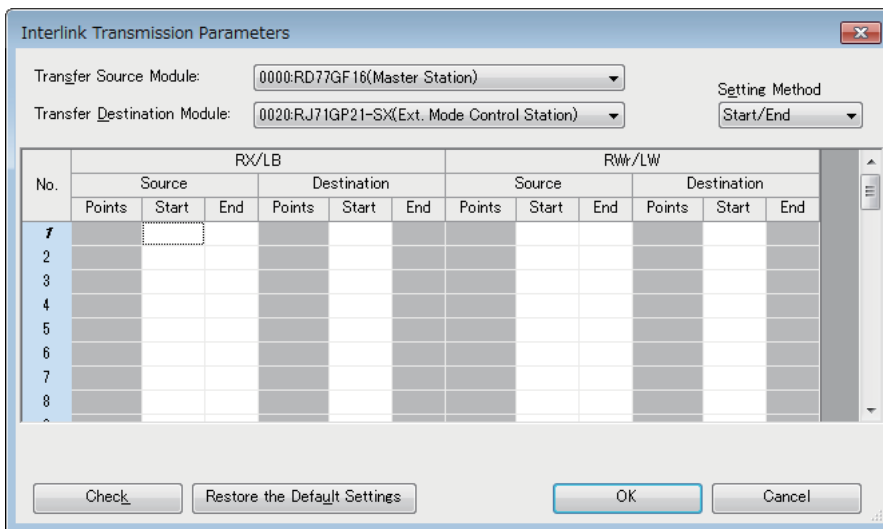 Interlink Transmission Parameters
Transfer Source Module: 0000:RD77GF16(Master Station)
Setting Method
Transfer Destination Module: 0020:RJ71GP21-SX(Ext. Mode Control Station) Start/End
RX/LB RWr/LW
No. Source Destination Source Destination
Points Start End Points Start End Points Start End Points Start End
1
2
3
4
5
6
7
8
Check Restore the Default Settings OK Cancel